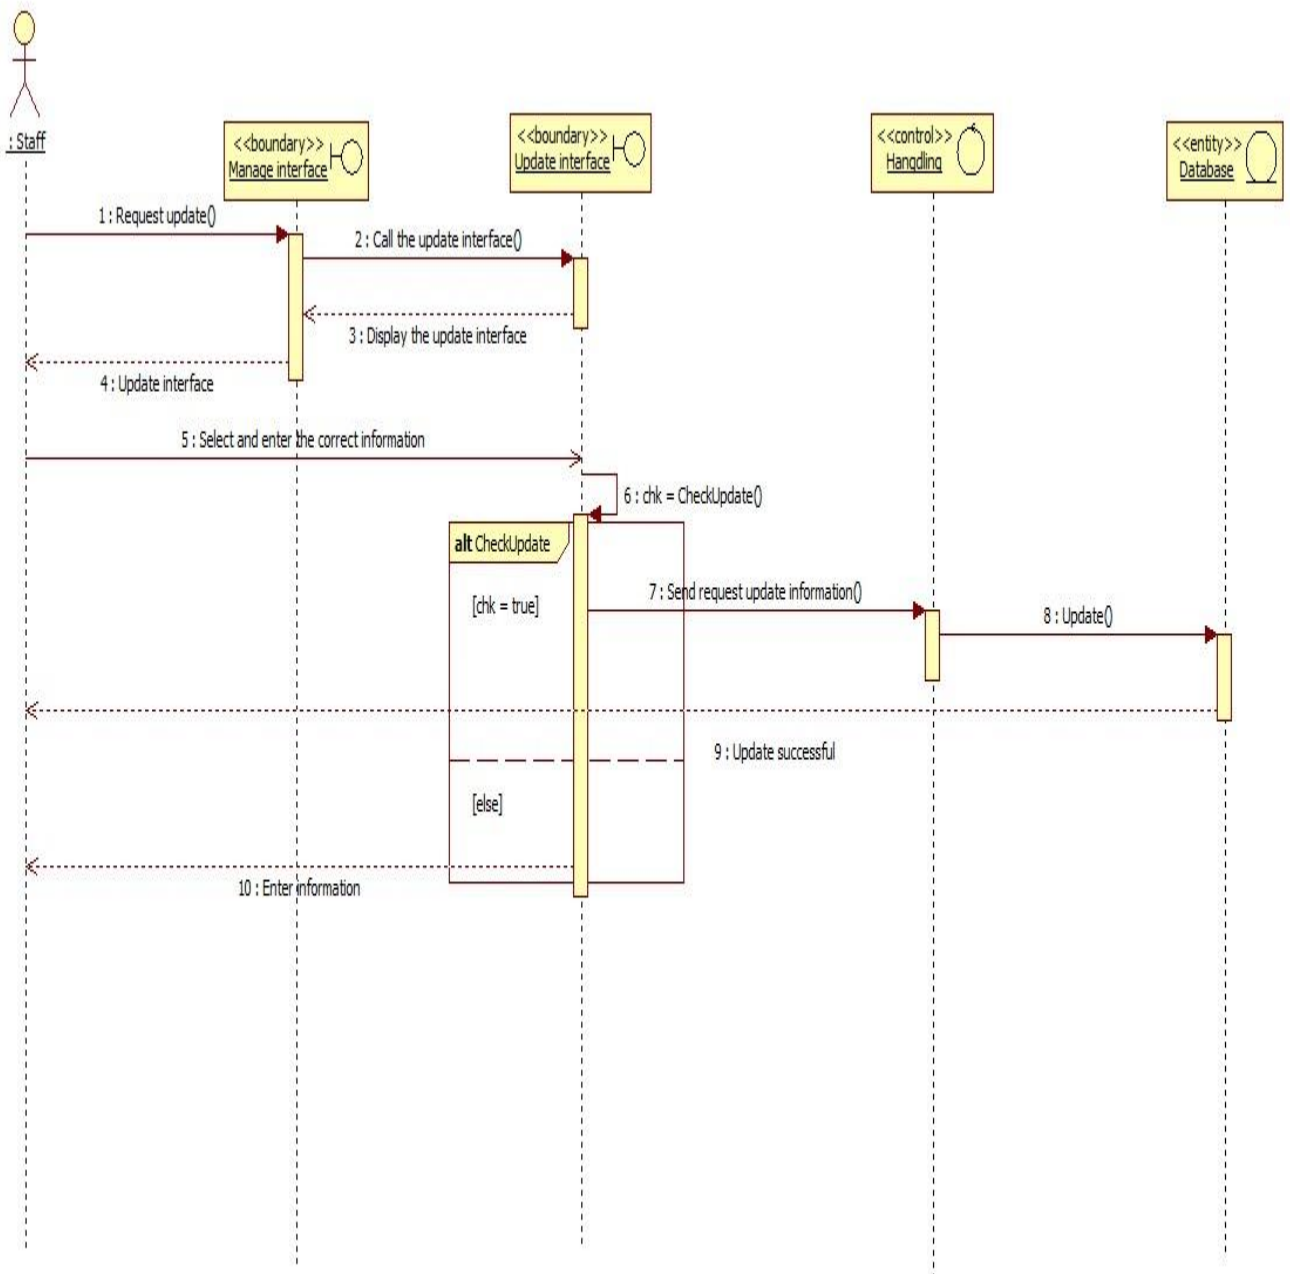 : Staff
<<boundary>>
Manage interface
<<boundary>>
Update interface
<<control>>
Hangdling
<<entity>>
Database
1 : Request update()
2 : Call the update interface()
3 : Display the update interface
4 : Update interface
5 : Select and enter the correct information
6 : chk = CheckUpdate()
alt CheckUpdate
[chk = true]
7 : Send request update information()
8 : Update()
9 : Update successful
[else]
10 : Enter information